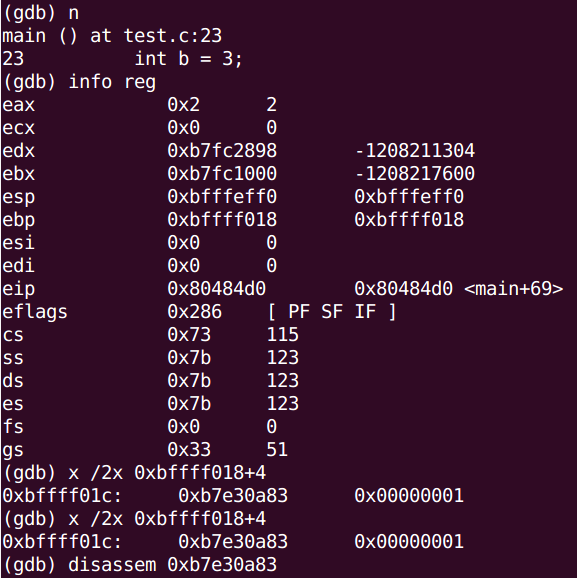 (gdb) n
main () at test.c:23
23 int b = 3;
(gdb) info reg
eax 0x2 2
ecx 0x0 0
edx 0xb7fc2898 -1208211304
ebx 0xb7fc1000 -1208217600
esp 0xbfffeff0 0xbfffeff0
ebp 0xbffff018 0xbffff018
esi 0x0 0
edi 0x0 0
eip 0x80484d0 0x80484d0 <main+69>
eflags 0x286 [ PF SF IF ]
cs 0x73 115
ss 0x7b 123
ds 0x7b 123
es 0x7b 123
fs 0x0 0
gs 0x33 51
(gdb) x /2x 0xbffff018+4
0xbffff01c: 0xb7e30a83 0x00000001
(gdb) x /2x 0xbffff018+4
0xbffff01c: 0xb7e30a83 0x00000001
(gdb) disassem 0xb7e30a83